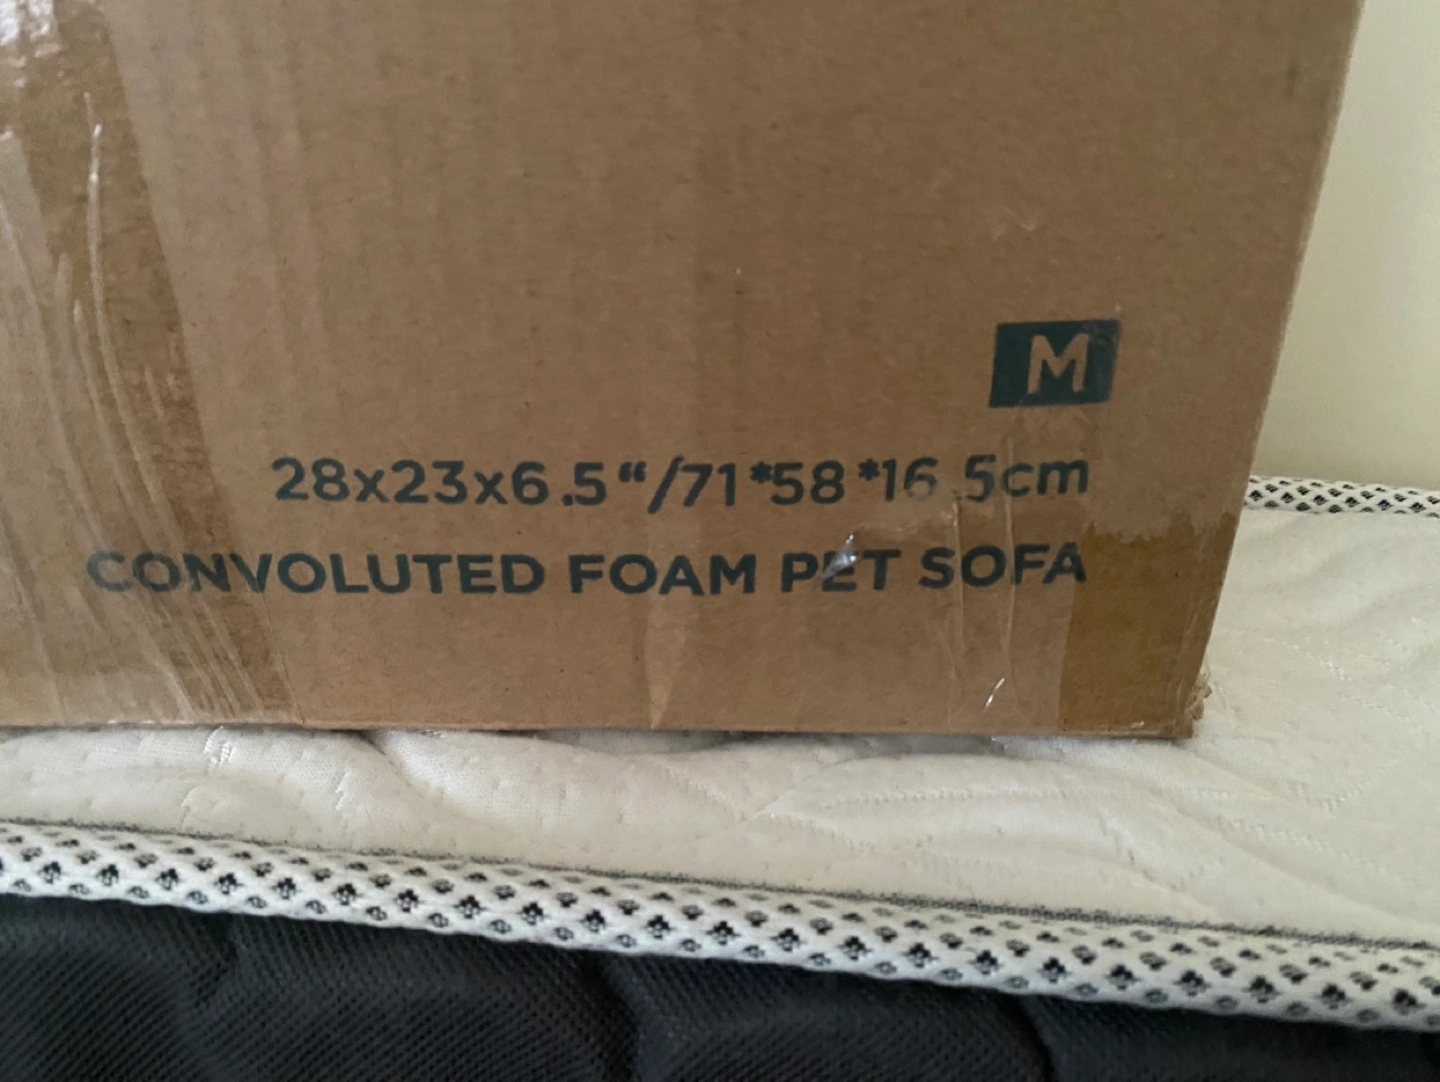 M
28x23x6.5“/71*58*16.5cm
CONVOLUTED FOAM PET SOFA